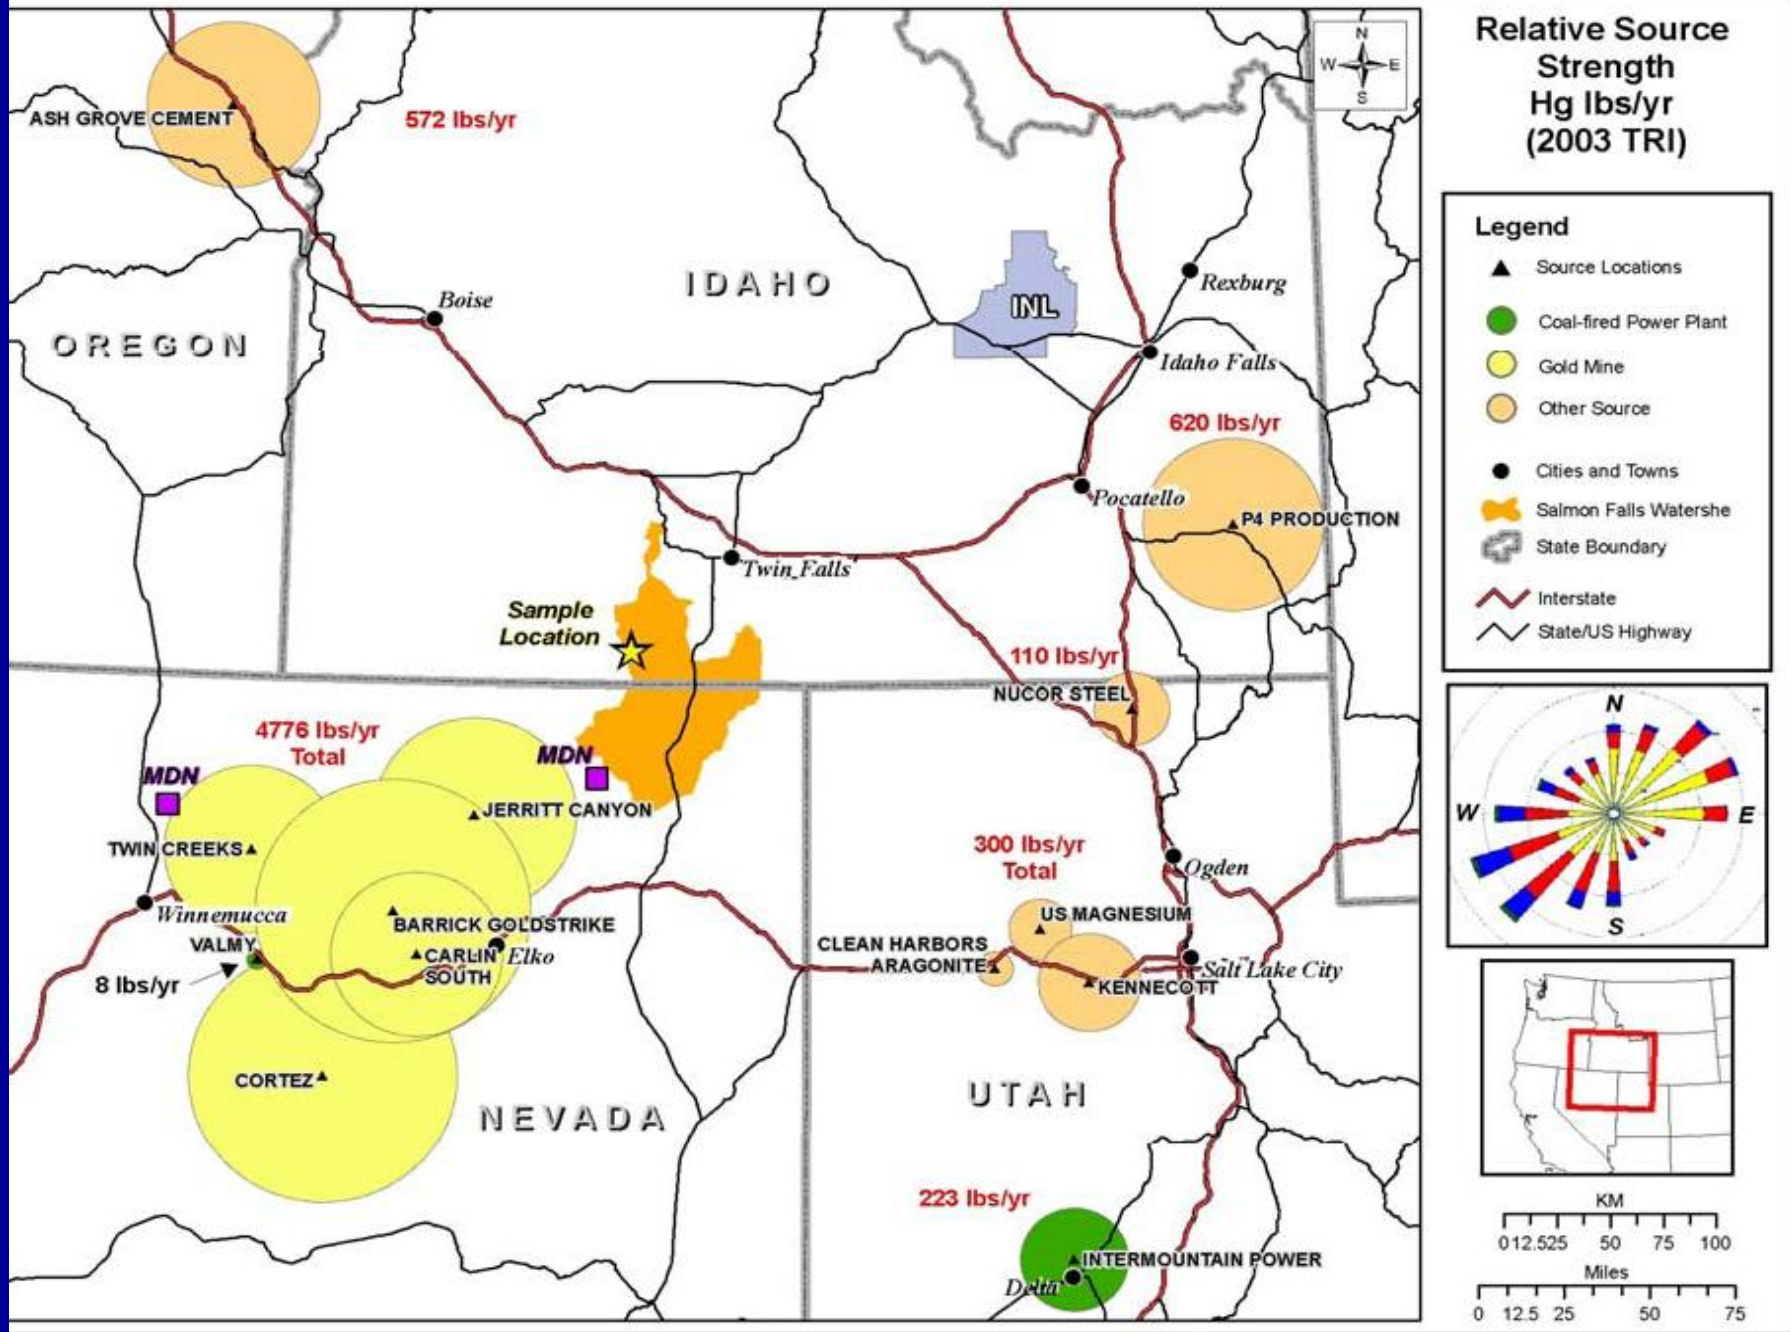 Relative Source
Strength
Hg lbs/yr
(2003 TRI)
N
W
E
S
ASH GROVE CEMENT
572 lbs/yr
IDAHO
INL
Rexburg
Boise
OREGON
Idaho Falls
620 lbs/yr
Pocatello
P4 PRODUCTION
Twin Falls
Sample
Location
110 lbs/yr
NUCOR STEEL
4776 lbs/yr
Total
MDN
MDN
JERRITT CANYON
TWIN CREEKS
300 lbs/yr
Total
Ogden
Winnemucca
BARRICK GOLDSTRIKE
US MAGNESIUM
VALMY
CARLIN
SOUTH
Elko
CLEAN HARBORS
ARAGONITE
Salt Lake City
8 lbs/yr
KENNECOTT
CORTEZ
NEVADA
UTAH
223 lbs/yr
INTERMOUNTAIN POWER
Delta
Legend
Source Locations
Coal-fired Power Plant
Gold Mine
Other Source
Cities and Towns
Salmon Falls Watershe
State Boundary
Interstate
State/US Highway
N
W
E
S
KM
0 12.5 25 50 75 100
Miles
0 12.5 25 50 75